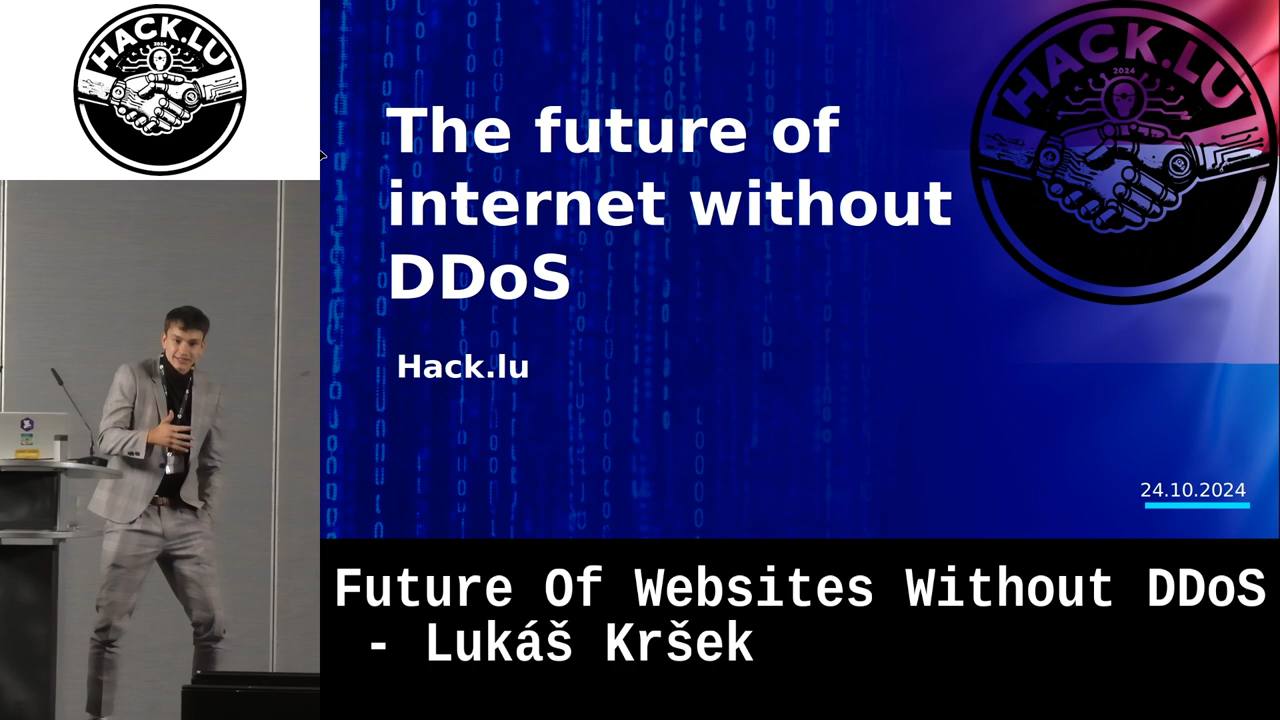 HACK.LU
2024
The future of
internet without
DDoS
HACK.LU
2024
Hack.lu
24.10.2024
Future Of Websites Without DDoS
- Lukáš Kršek